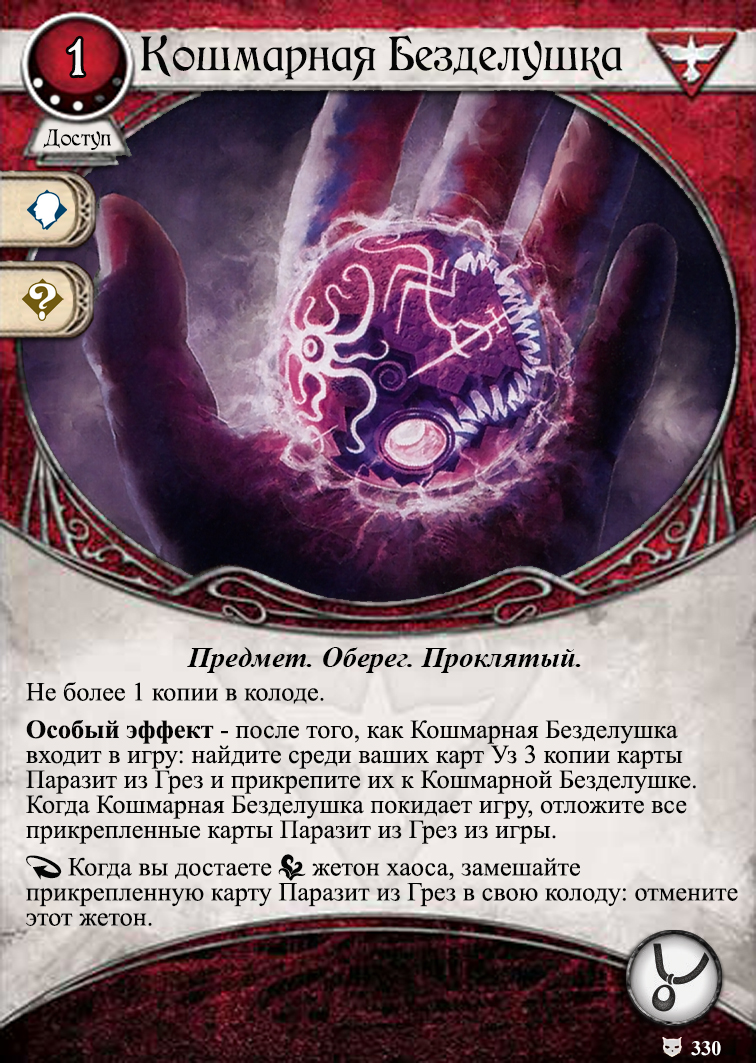 1
Кошмарная Безделушка
Доступ
Предмет. Оберег. Проклятый.
Не более 1 копии в колоде.
Особый эффект - после того, как Кошмарная Безделушка
входит в игру: найдите среди ваших карт Уз 3 копии карты
Паразит из Грез и прикрепите их к Кошмарной Безделушке.
Когда Кошмарная Безделушка покидает игру, отложите все
прикрепленные карты Паразит из Грез из игры.
Когда вы достаете жетон хаоса, замешайте
прикрепленную карту Паразит из Грез в свою колоду: отмените
этот жетон.
330